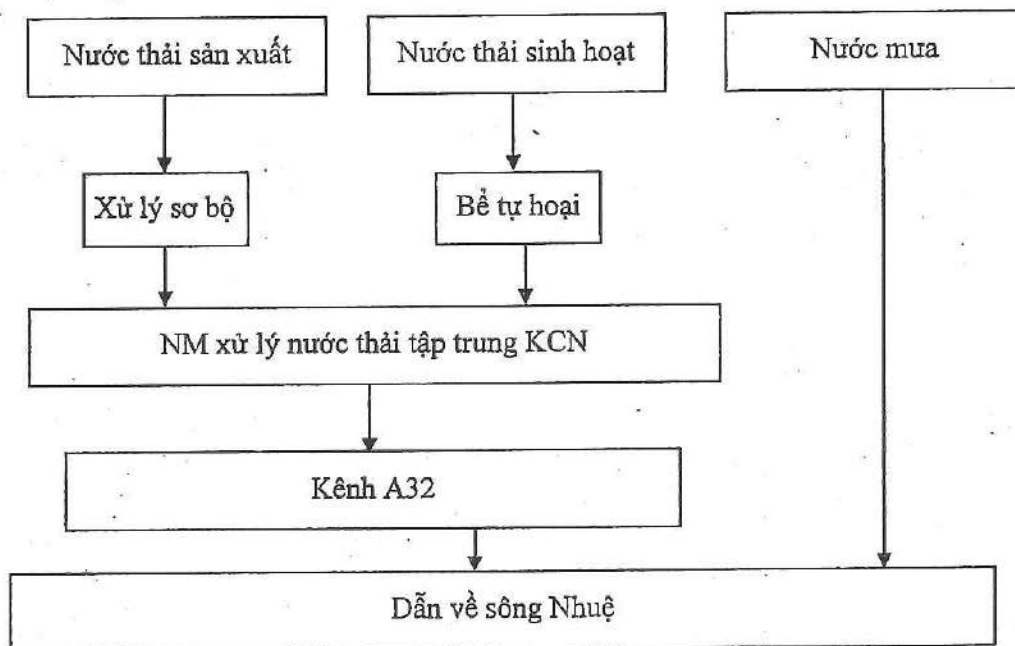 Nước thải sản xuất
Nước thải sinh hoạt
Nước mưa
Xử lý sơ bộ
Bể tự hoại
NM xử lý nước thải tập trung KCN
Kênh A32
Dẫn về sông Nhuệ